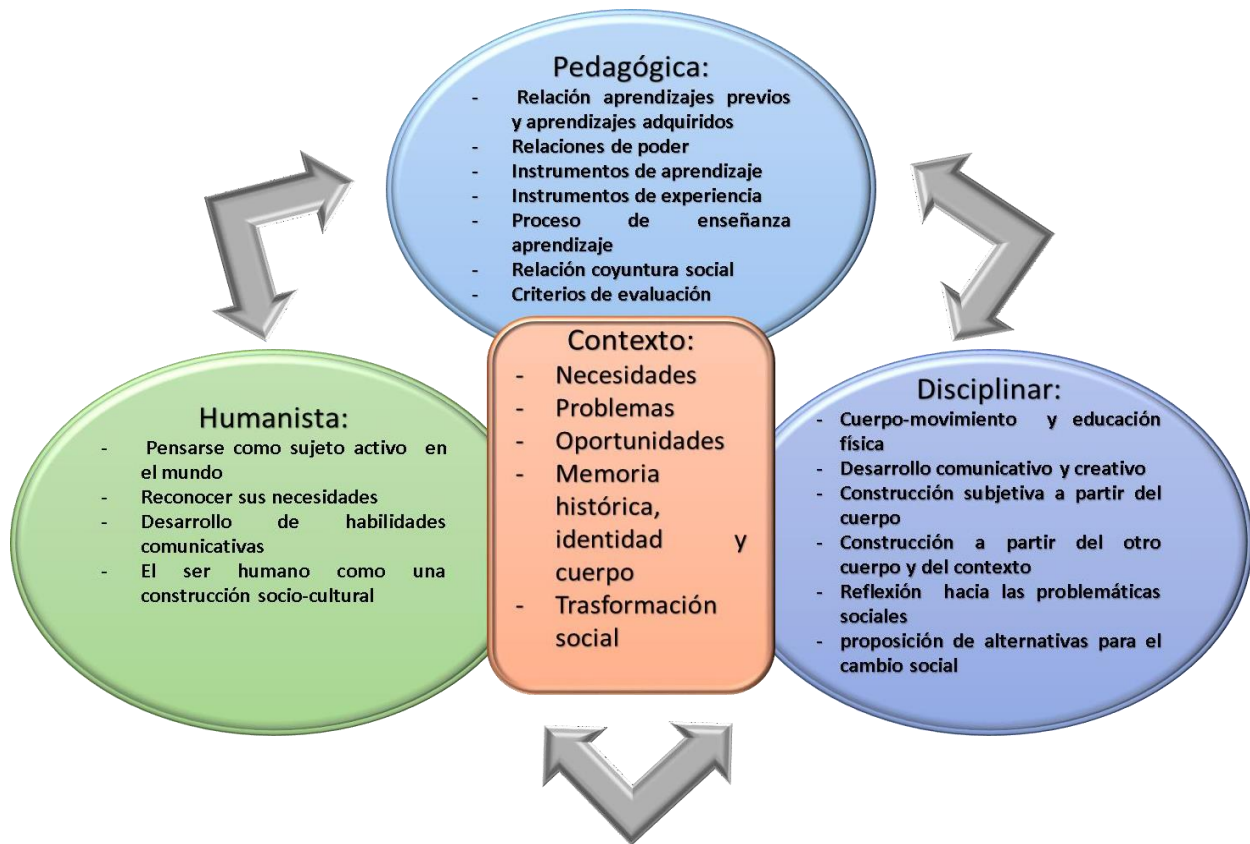 Pedagógica:
- Relación aprendizajes previos
y aprendizajes adquiridos
- Relaciones de poder
- Instrumentos de aprendizaje
- Instrumentos de experiencia
- Proceso de enseñanza
aprendizaje
- Relación coyuntura social
- Criterios de evaluación
Contexto:
- Necesidades
- Problemas
- Oportunidades
- Memoria
histórica,
identidad y
cuerpo
- Trasformación
social
Humanista:
- Pensarse como sujeto activo en
el mundo
- Reconocer sus necesidades
- Desarrollo de habilidades
comunicativas
- El ser humano como una
construcción socio-cultural
Disciplinar:
- Cuerpo-movimiento y educación
física
- Desarrollo comunicativo y creativo
- Construcción subjetiva a partir del
cuerpo
- Construcción a partir del otro
cuerpo y del contexto
- Reflexión hacia las problemáticas
sociales
- proposición de alternativas para el
cambio social